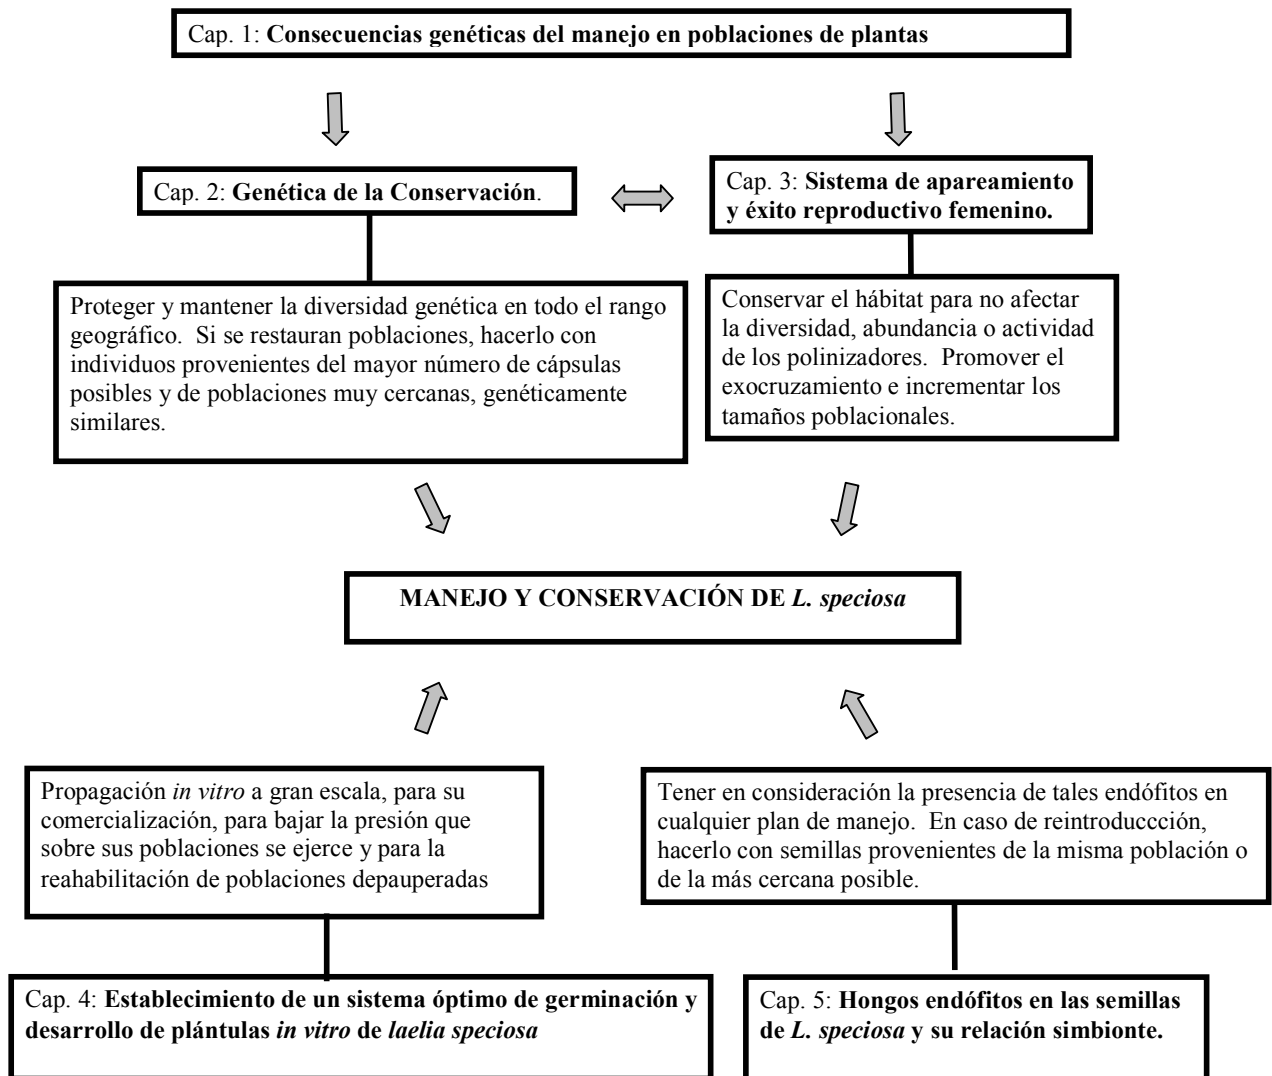 Cap. 1: Consecuencias genéticas del manejo en poblaciones de plantas
Cap. 2: Genética de la Conservación.
Cap. 3: Sistema de apareamiento
y éxito reproductivo femenino.
Proteger y mantener la diversidad genética en todo el rango
geográfico. Si se restauran poblaciones, hacerlo con
individuos provenientes del mayor número de cápsulas
posibles y de poblaciones muy cercanas, genéticamente
similares.
Conservar el hábitat para no afectar
la diversidad, abundancia o actividad
de los polinizadores. Promover el
exocruzamiento e incrementar los
tamaños poblacionales.
MANEJO Y CONSERVACIÓN DE L. speciosa
Propagación in vitro a gran escala, para su
comercialización, para bajar la presión que
sobre sus poblaciones se ejerce y para la
reahabilitación de poblaciones depauperadas
Tener en consideración la presencia de tales endófitos en
cualquier plan de manejo. En caso de reintroduccción,
hacerlo con semillas provenientes de la misma población o
de la más cercana posible.
Cap. 4: Establecimiento de un sistema óptimo de germinación y
desarrollo de plántulas in vitro de laelia speciosa
Cap. 5: Hongos endófitos en las semillas
de L. speciosa y su relación simbionte.